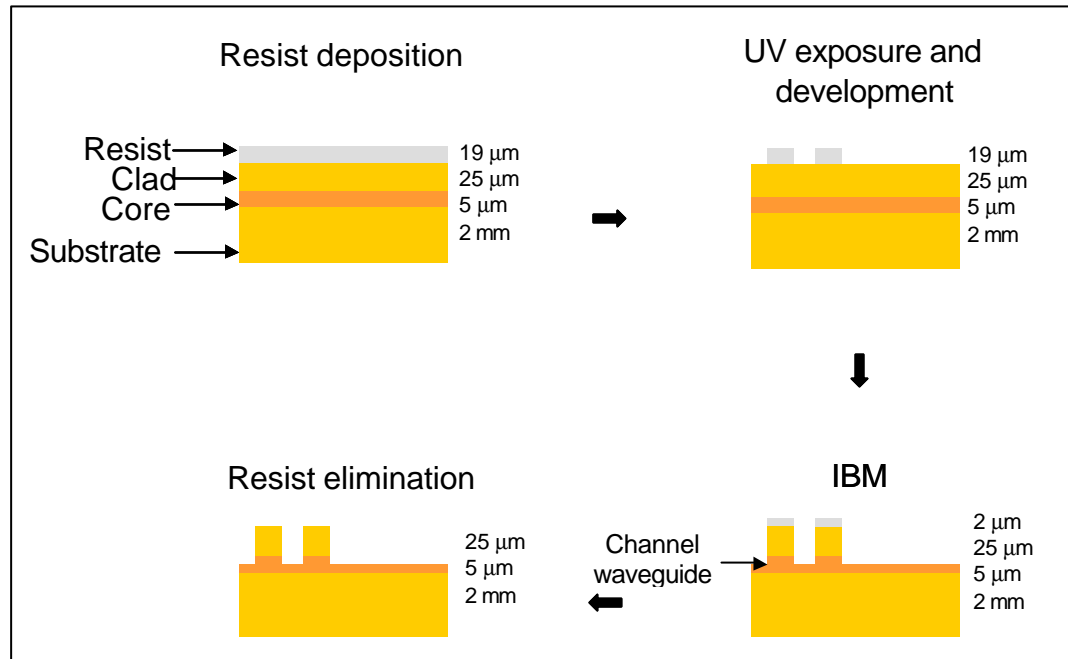 Resist deposition
Resist
Clad
Core
Substrate
19 μm
25 μm
5 μm
2 mm
UV exposure and
development
19 μm
25 μm
5 μm
2 mm
Resist elimination
25 μm
5 μm
2 mm
IBM
Channel
waveguide
2 μm
25 μm
5 μm
2 mm